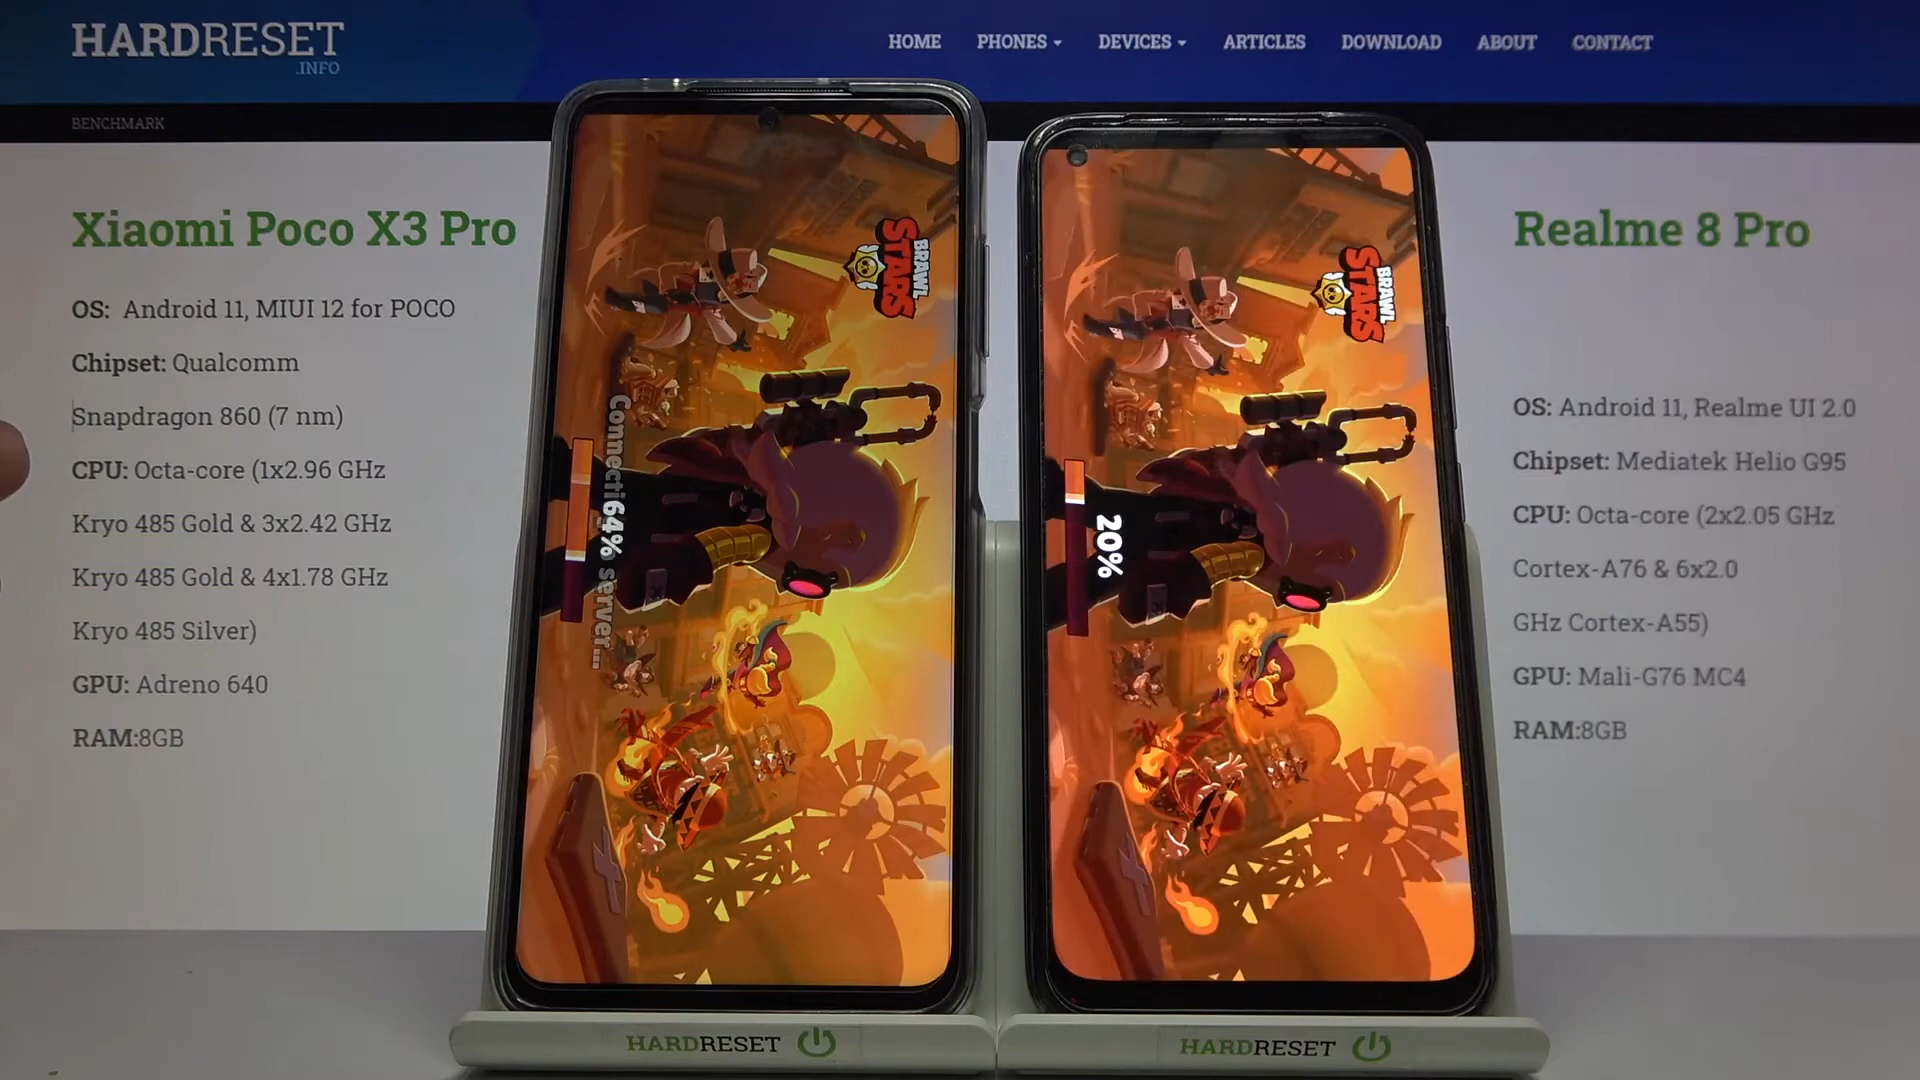 HARDRESET
.INFO
HOME PHONES DEVICES ARTICLES DOWNLOAD ABOUT CONTACT
BENCHMARK
Xiaomi Poco X3 Pro
OS: Android 11, MIUI 12 for POCO
Chipset: Qualcomm
Snapdragon 860 (7 nm)
CPU: Octa-core (1x2.96 GHz
Kryo 485 Gold & 3x2.42 GHz
Kryo 485 Gold & 4x1.78 GHz
Kryo 485 Silver)
GPU: Adreno 640
RAM:8GB
BRAWL
STARS
Connecti64% server...
BRAWL
STARS
20%
Realme 8 Pro
OS: Android 11, Realme UI 2.0
Chipset: Mediatek Helio G95
CPU: Octa-core (2x2.05 GHz
Cortex-A76 & 6x2.0
GHz Cortex-A55)
GPU: Mali-G76 MC4
RAM:8GB
HARDRESET
HARDRESET